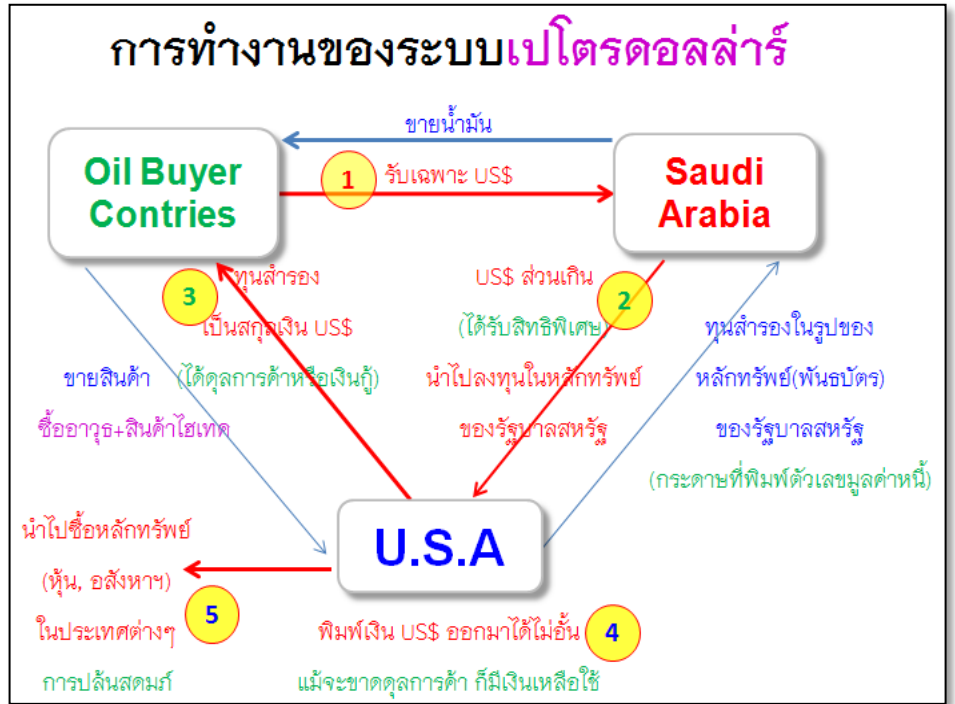 การทำงานของระบบเปโตรดอลล่าร์
ขายน้ำมัน
Oil Buyer
Contries
1
รับเฉพาะ US$
Saudi
Arabia
3
ทุนสำรอง
เป็นสกุลเงิน US$
(ได้ดุลการค้าหรือเงินกู้)
US$ ส่วนเกิน
2
(ได้รับสิทธิพิเศษ)
นำไปลงทุนในหลักทรัพย์
ของรัฐบาลสหรัฐ
ทุนสำรองในรูปของ
หลักทรัพย์(พันธบัตร)
ของรัฐบาลสหรัฐ
(กระดาษที่พิมพ์ตัวเลขมูลค่าหนี้)
ขายสินค้า
ซื้ออาวุธ+สินค้าไฮเทด
U.S.A
นำไปซื้อหลักทรัพย์
(หุ้น, อสังหาฯ)
ในประเทศต่างๆ
5
การปล้นสดมภ์
พิมพ์เงิน US$ ออกมาได้ไม่อั้น
4
แม้จะขาดดุลการค้า ก็มีเงินเหลือใช้